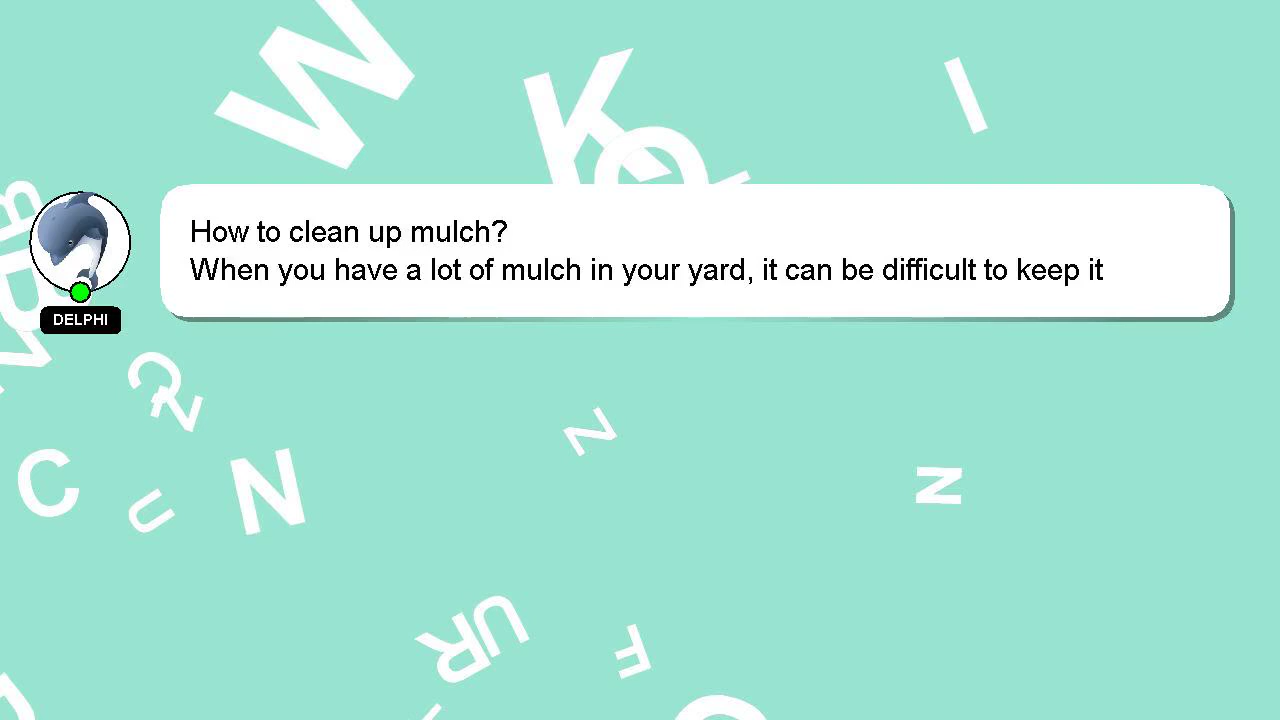 W
K
O
I
B
DELPHI
How to clean up mulch?
When you have a lot of mulch in your yard, it can be difficult to keep it
C
Z
N
Z
C
U
N
Z
U
R
F